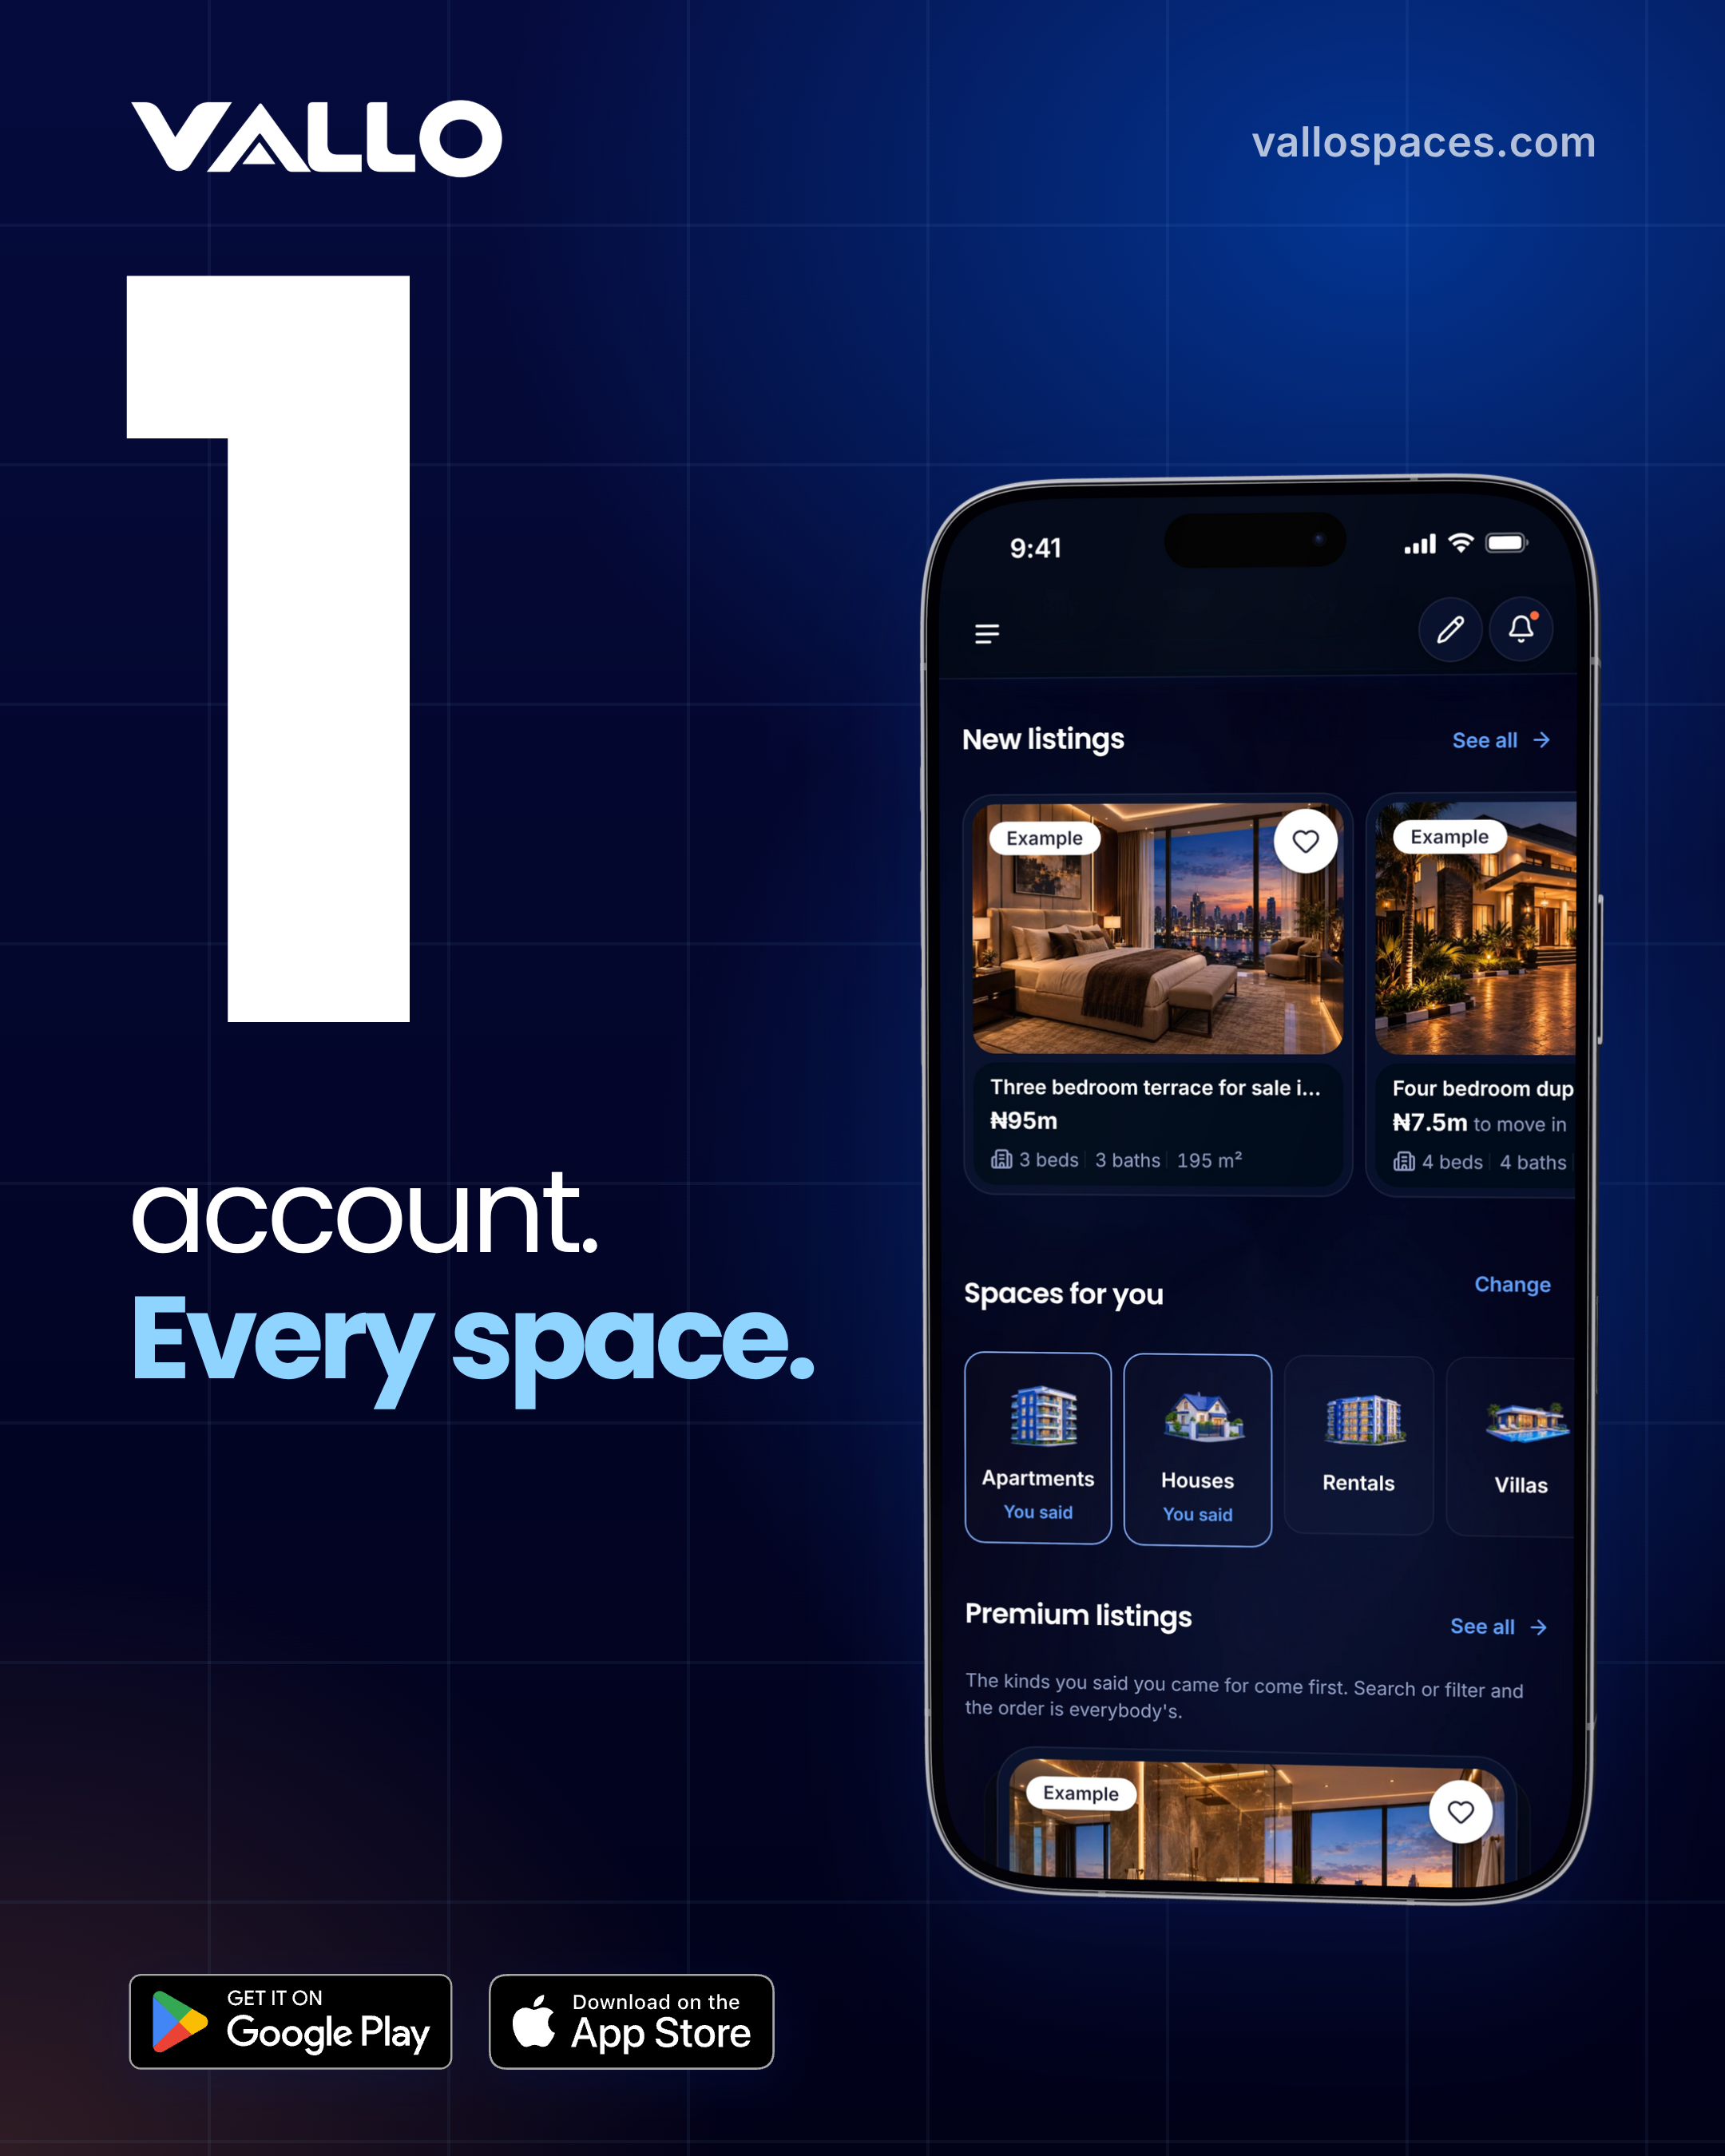 VALLO
vallospaces.com
1
account.
Every space.
9:41
New listings
See all
Example
Example
Three bedroom terrace for sale i...
₦95m
3 beds 3 baths 195 m²
Four bedroom dup
₦7.5m to move in
4 beds 4 baths
Spaces for you
Change
Apartments
You said
Houses
You said
Rentals
Villas
Premium listings
See all
The kinds you said you came for come first. Search or filter and
the order is everybody's.
Example
GET IT ON
Google Play
Download on the
App Store